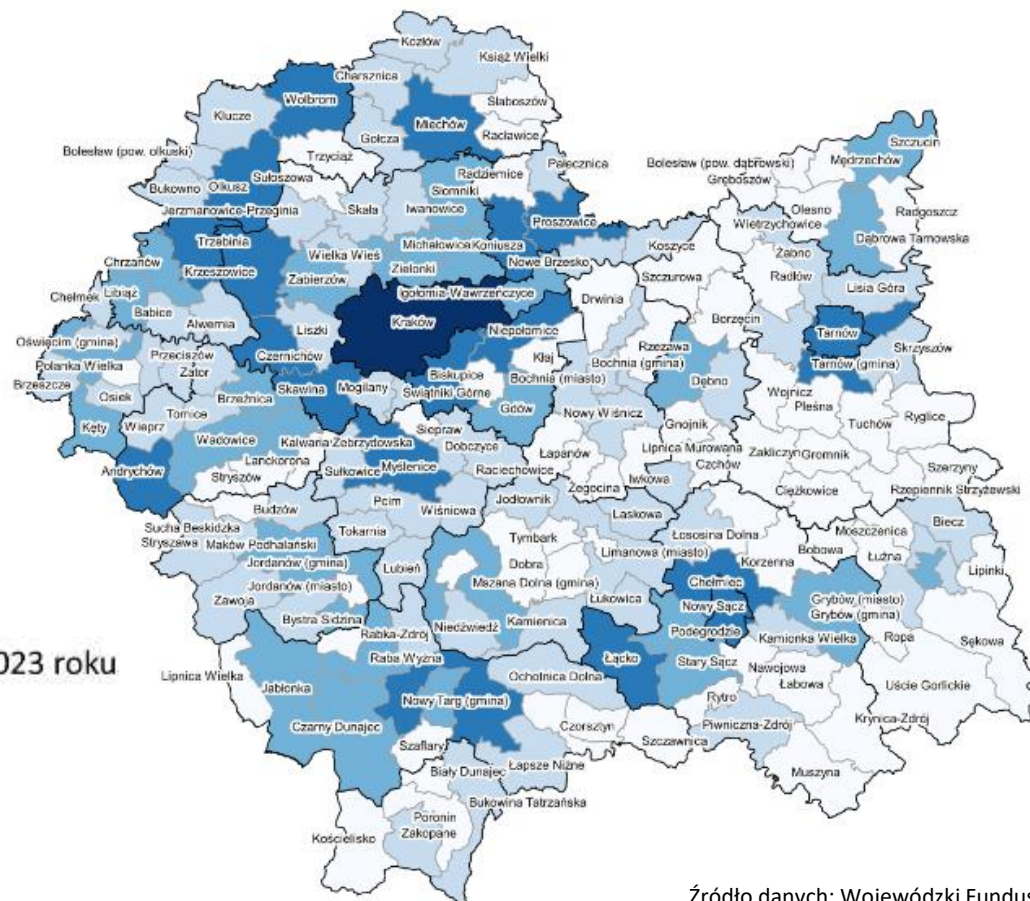 Kozłów
Książ Wielki
Charsznica
Wolbrom
Słaboszów
Klucze
Miechów
Gołcza
Racławice
Szczucin
Bolesław (pow. olkuski)
Trzyciąż
Pałecznica
Mędrzechów
Radziemice
Bolesław (pow. dąbrowski)
Sułoszowa
Gręboszów
Bukowno
Olkusz
Słomniki
Skała
Iwanowice
Olesno
Radgoszcz
Jerzmanowice-Przeginia
Proszowice
Wietrzychowice
Trzebinia
Michałowice
Koniusza
Koszyce
Dąbrowa Tarnowska
Wielka Wieś
Żabno
Chrzanów
Krzeszowice
Zabierzów
Zielonki
Nowe Brzesko
Radłów
Szczurowa
Chełmek
Libiąż
Igołomia-Wawrzeńczyce
Lisia Góra
Babice
Drwinia
Alwernia
Kraków
Borzęcin
Liszki
Niepołomice
Tarnów
Oświęcim (gmina)
Rzezawa
Przeciszów
Czernichów
Kłaj
Skrzyszów
Polanka Wielka
Bochnia (gmina)
Tarnów (gmina)
Zator
Biskupice
Brzeszcze
Skawina
Mogilany
Bochnia (miasto)
Dębno
Osiek
Brzeźnica
Świątniki Górne
Wojnicz
Gdów
Pleśna
Tomice
Nowy Wiśnicz
Kęty
Wieprz
Siepraw
Gnojnik
Ryglice
Wadowice
Kalwaria Zebrzydowska
Tuchów
Dobczyce
Lipnica Murowana
Łapanów
Zakliczyn
Gromnik
Lanckorona
Andrychów
Sułkowice
Myślenice
Raciechowice
Czchów
Szerzyny
Stryszów
Iwkowa
Żegocina
Ciężkowice
Rzepiennik Strzyżewski
Budzów
Pcim
Jodłownik
Wiśniowa
Laskowa
Sucha Beskidzka
Tokarnia
Biecz
Moszczenica
Łososina Dolna
Stryszawa
Maków Podhalański
Tymbark
Limanowa (miasto)
Bobowa
Łużna
Jordanów (gmina)
Lubień
Dobra
Korzenna
Lipinki
Jordanów (miasto)
Mszana Dolna (gmina)
Chełmiec
Zawoja
Łukowica
Grybów (miasto)
Nowy Sącz
Bystra Sidzina
Grybów (gmina)
Niedźwiedź
Kamienica
Rabka-Zdrój
Podegrodzie
Kamionka Wielka
Ropa
Sękowa
023 roku
Raba Wyżna
Łącko
Stary Sącz
Lipnica Wielka
Ochotnica Dolna
Nawojowa
Jabłonka
Łabowa
Uście Gorlickie
Nowy Targ (gmina)
Rytro
Czarny Dunajec
Czorsztyn
Piwniczna-Zdrój
Krynica-Zdrój
Szaflary
Szczawnica
Łapsze Niżne
Biały Dunajec
Muszyna
Bukowina Tatrzańska
Poronin
Zakopane
Kościelisko
Źródło danych: Wojewódzki Fundus